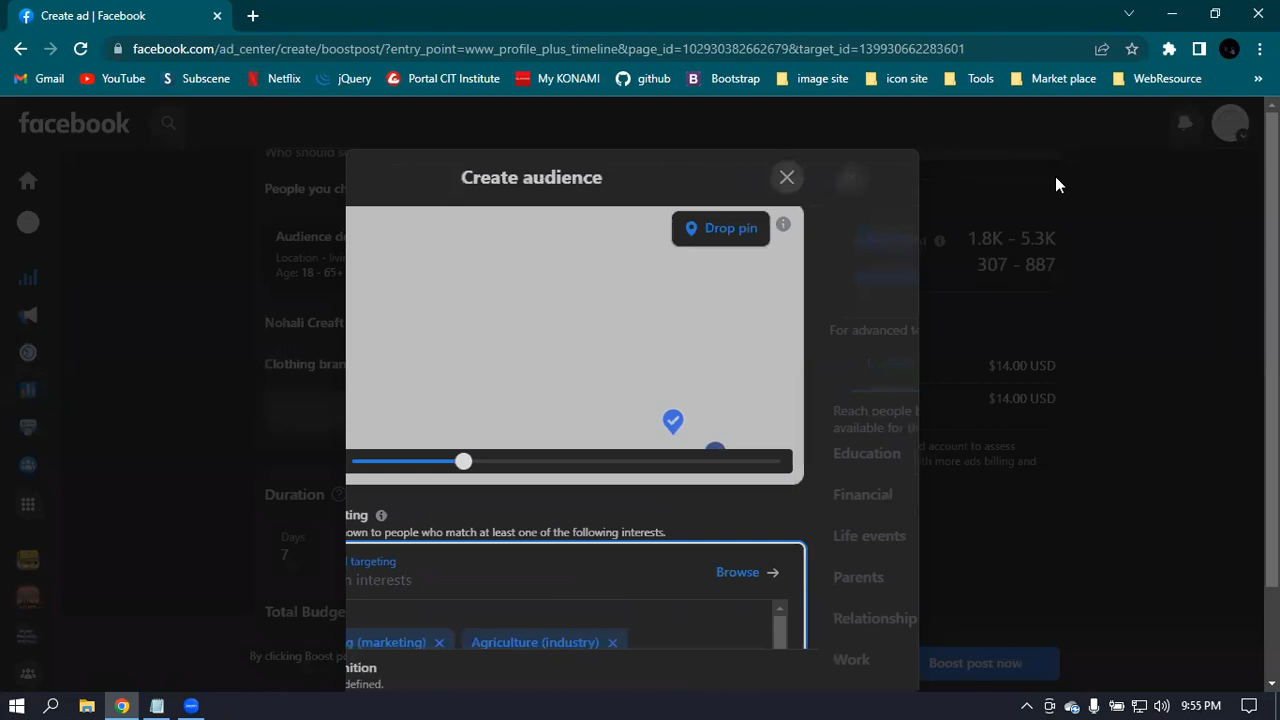 Create ad | Facebook
facebook.com/ad_center/create/boostpost/?entry_point=www_profile_plus_timeline&page_id=102930382662679&target_id=139930662283601
Gmail YouTube Subscene Netflix jQuery Portal CIT Institute My KONAMI github Bootstrap image site icon site Tools Market place WebResource
facebook
Who should
People you ch
Create audience
Drop pin
Audience de
Location - livi
Age: 18 - 65+
1.8K - 5.3K
307 - 887
Nohali Creaft
For advanced
Clothing bran
$14.00 USD
$14.00 USD
Reach people b
available for
account to assess
th more ads billing and
Education
Financial
Life events
Parents
Relationship
Work
Duration
Days
7
ting
own to people who match at least one of the following interests.
targeting
n interests
Browse
g (marketing)
Agriculture (industry)
Total Budge
By clicking Boost po
nition
defined.
Boost post now
9:55 PM